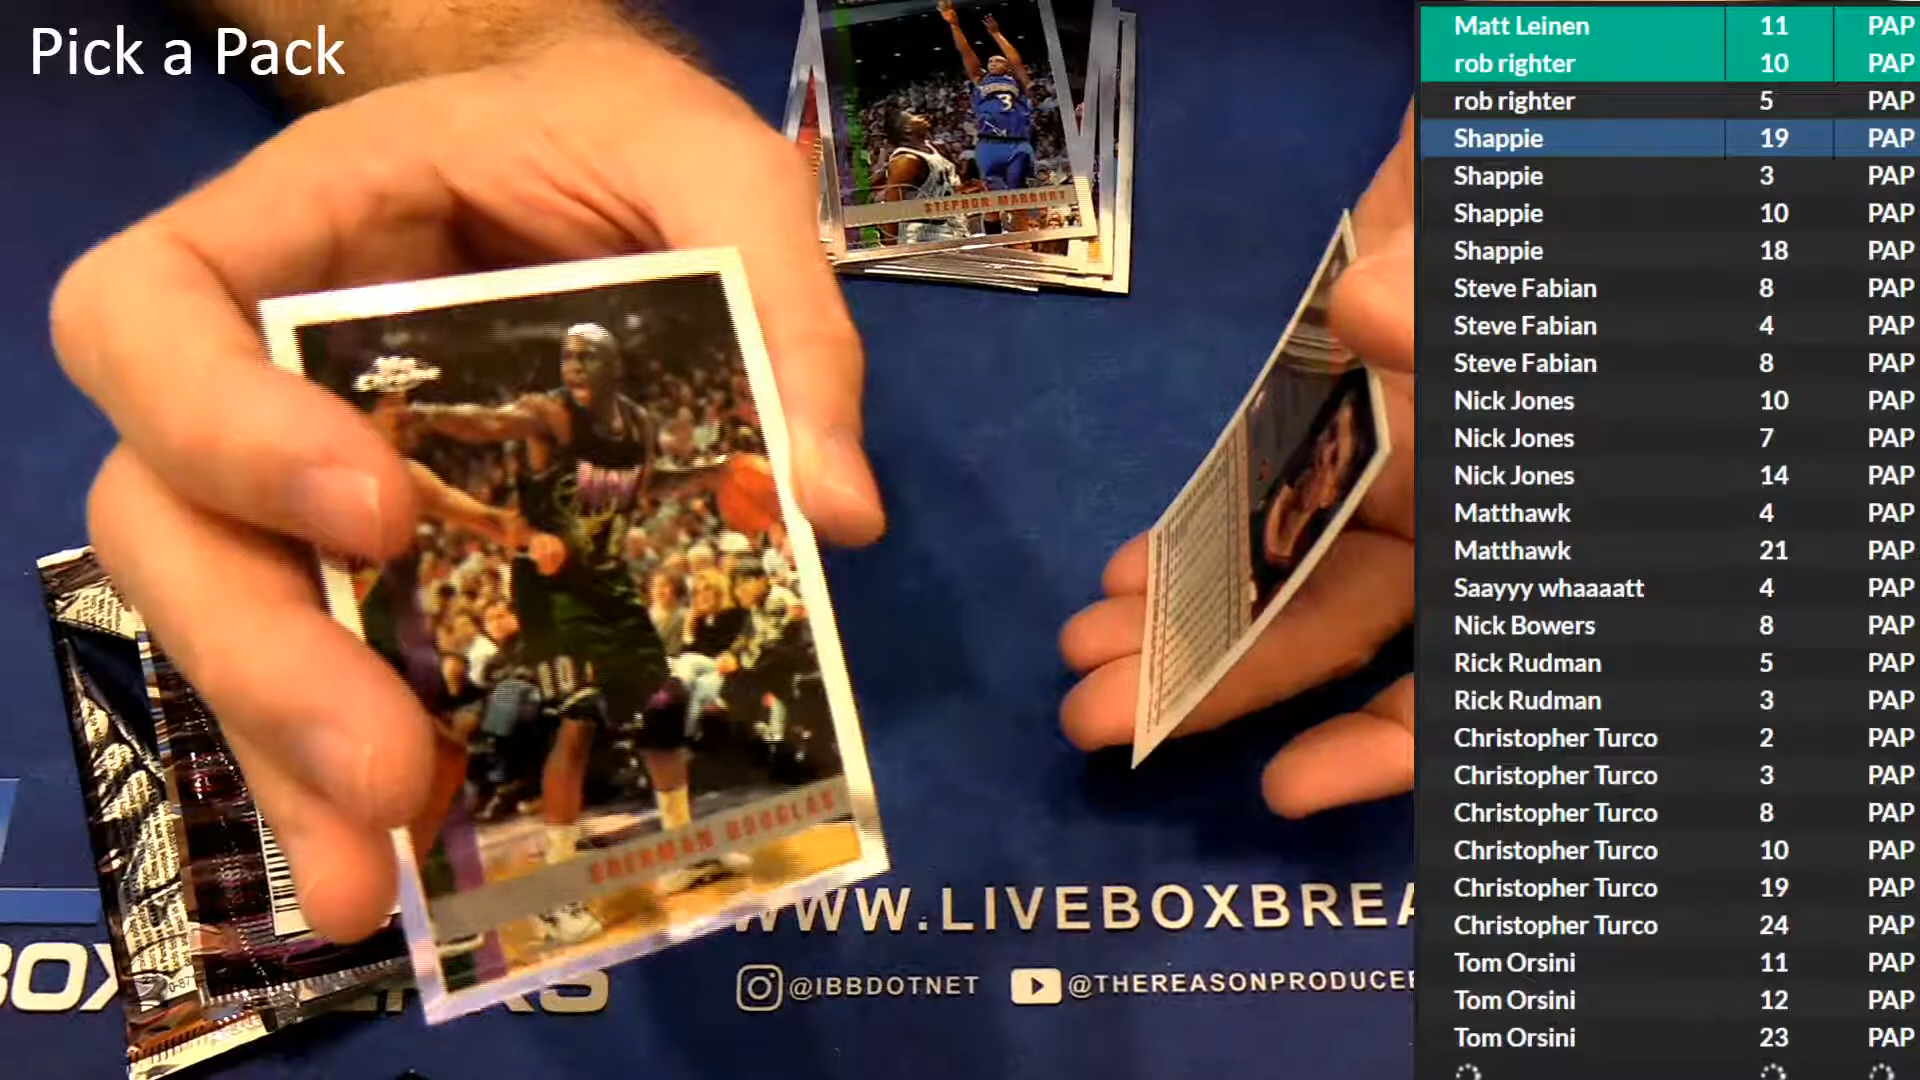 Pick a Pack
STEPHON MARBURY
3
SHERMAN DOUGLAS
WWW.LIVEBOXBREA
@IBBDOTNET
@THEREASONPRODUCE
BOX
Matt Leinen 11 PAP
rob righter 10 PAP
rob righter 5 PAP
Shappie 19 PAP
Shappie 3 PAP
Shappie 10 PAP
Shappie 18 PAP
Steve Fabian 8 PAP
Steve Fabian 4 PAP
Steve Fabian 8 PAP
Nick Jones 10 PAP
Nick Jones 7 PAP
Nick Jones 14 PAP
Matthawk 4 PAP
Matthawk 21 PAP
Saayyy whaaaatt 4 PAP
Nick Bowers 8 PAP
Rick Rudman 5 PAP
Rick Rudman 3 PAP
Christopher Turco 2 PAP
Christopher Turco 3 PAP
Christopher Turco 8 PAP
Christopher Turco 10 PAP
Christopher Turco 19 PAP
Christopher Turco 24 PAP
Tom Orsini 11 PAP
Tom Orsini 12 PAP
Tom Orsini 23 PAP